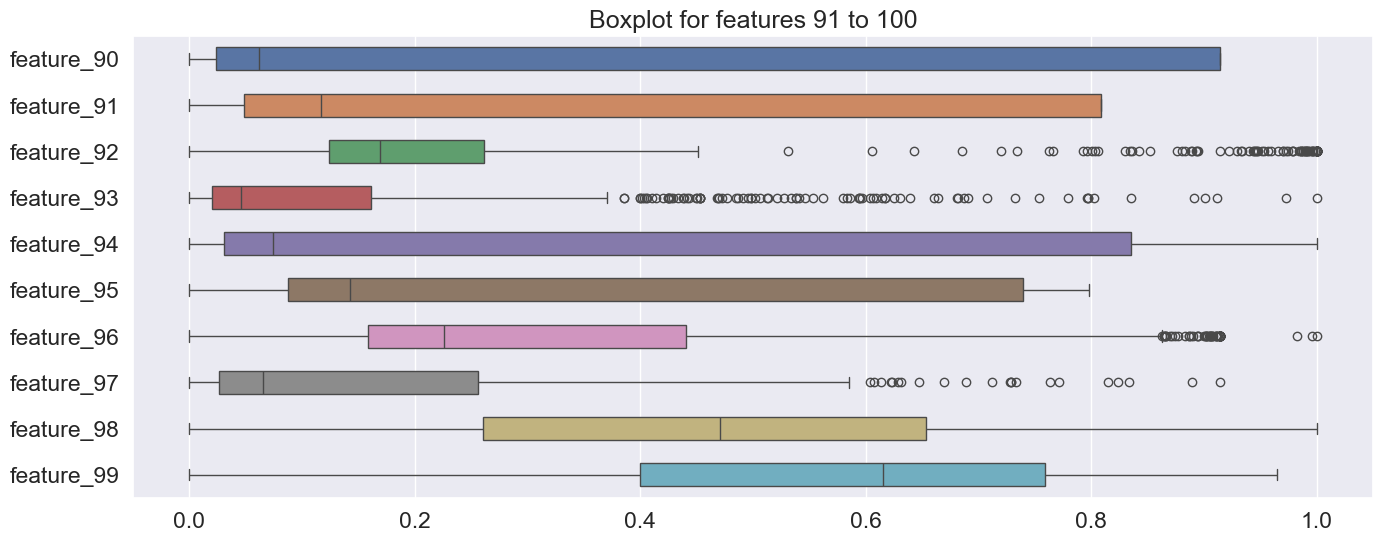 Boxplot for features 91 to 100
feature_90
feature_91
feature_92
feature_93
feature_94
feature_95
feature_96
feature_97
feature_98
feature_99
0.0 0.2 0.4 0.6 0.8 1.0